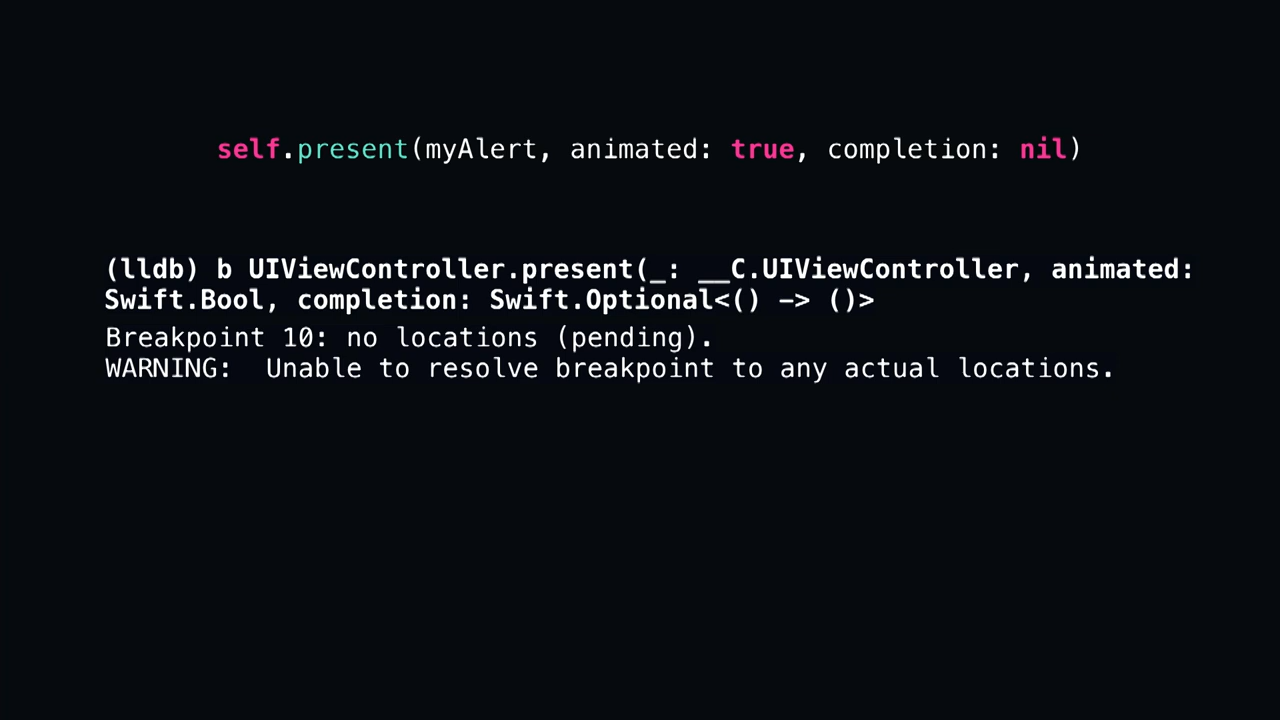 self.present(myAlert, animated: true, completion: nil)
(lldb) b UIViewController.present(_: __C.UIViewController, animated:
Swift.Bool, completion: Swift.Optional<() -> ()>
Breakpoint 10: no locations (pending).
WARNING:  Unable to resolve breakpoint to any actual locations.